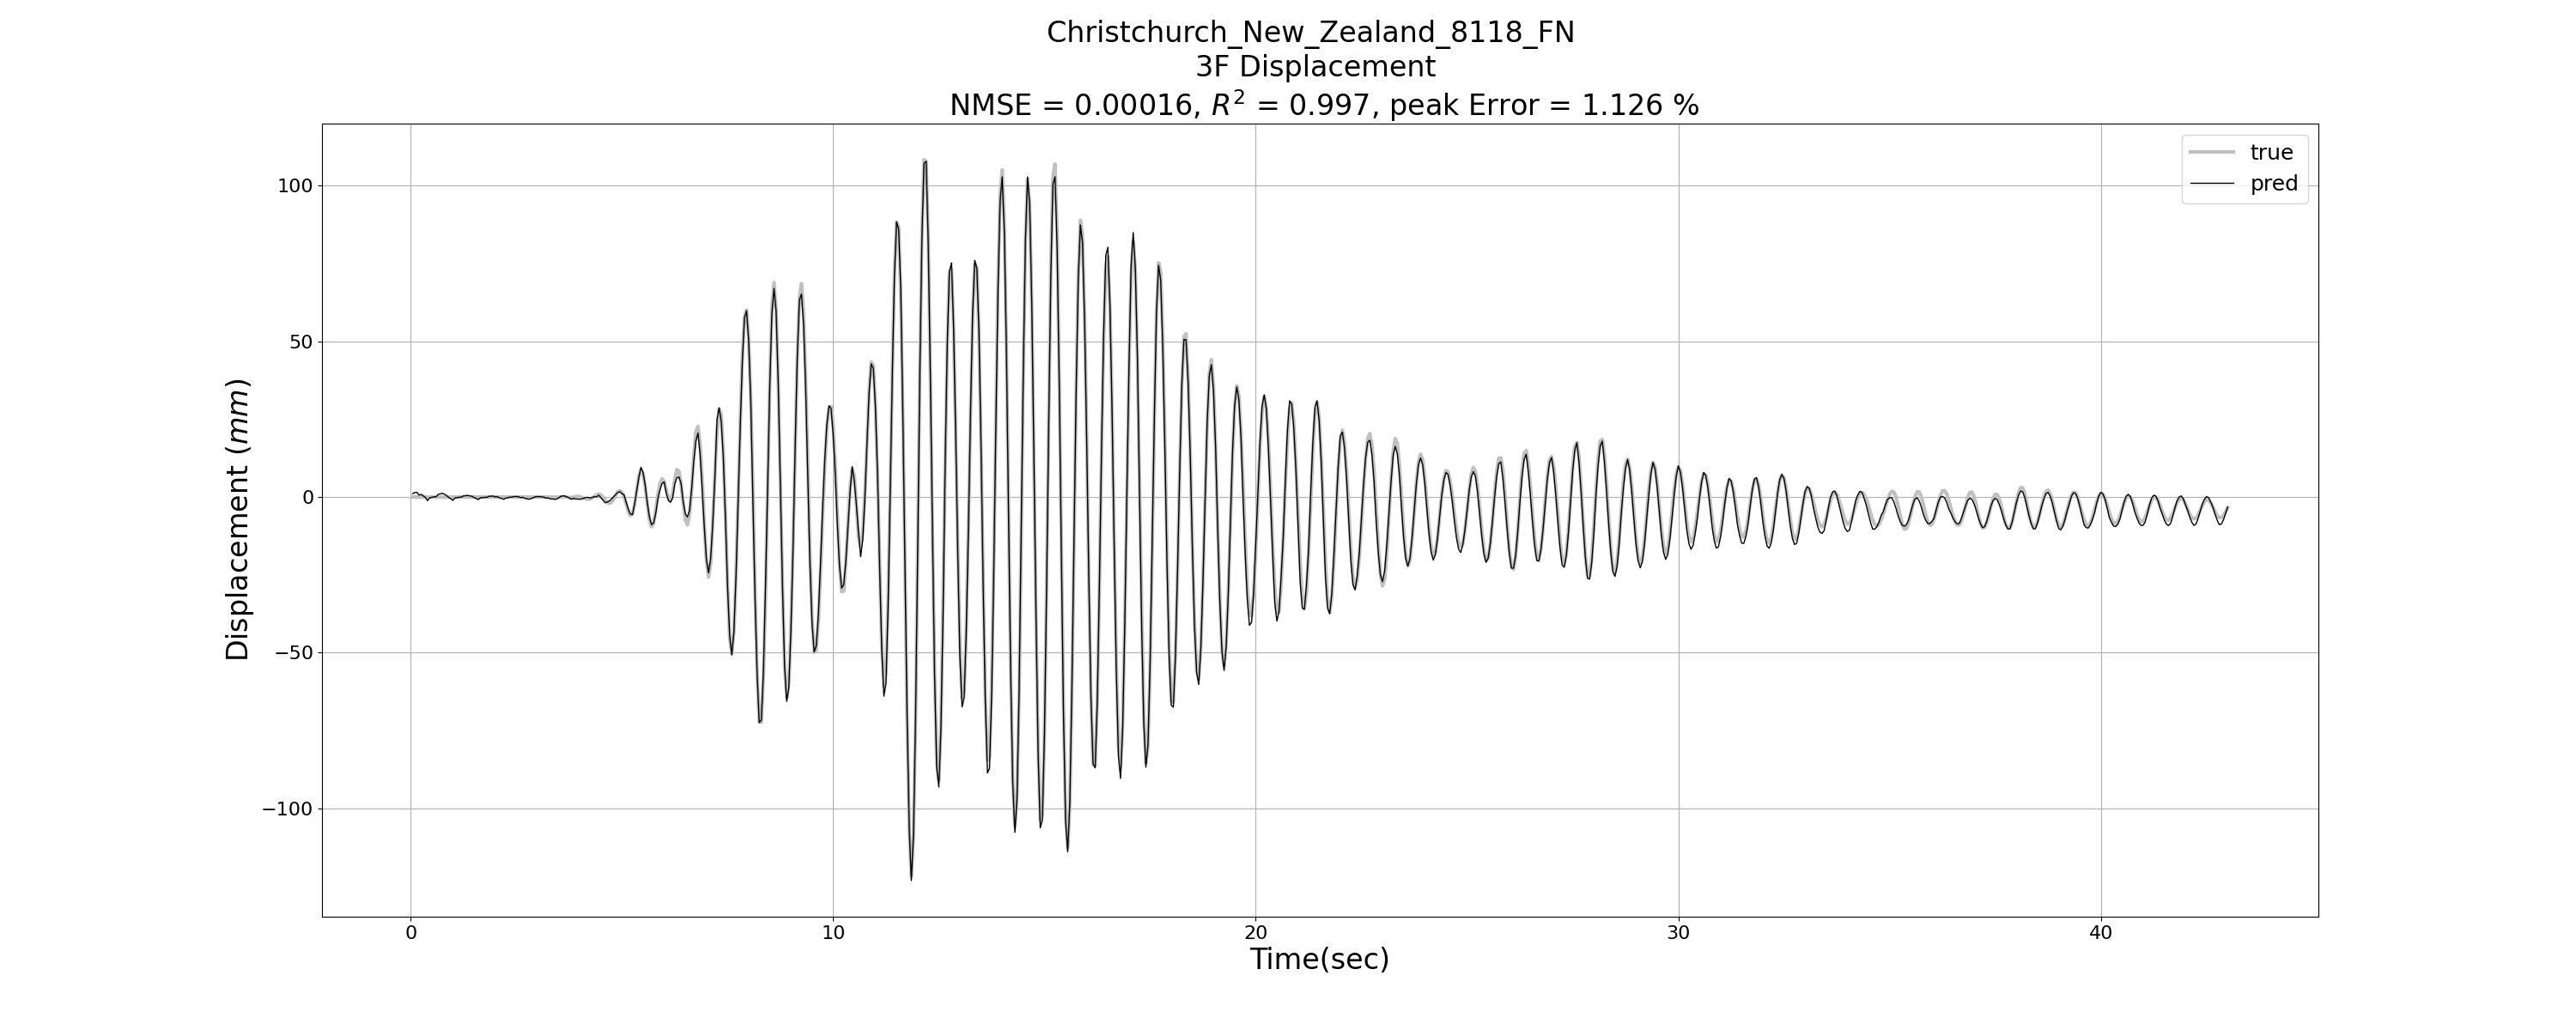 Christchurch_New_Zealand_8118_FN
3F Displacement
NMSE = 0.00016, R² = 0.997, peak Error = 1.126 %
true
pred
100
50
0
−50
−100
Displacement (mm)
0 10 20 30 40
Time(sec)